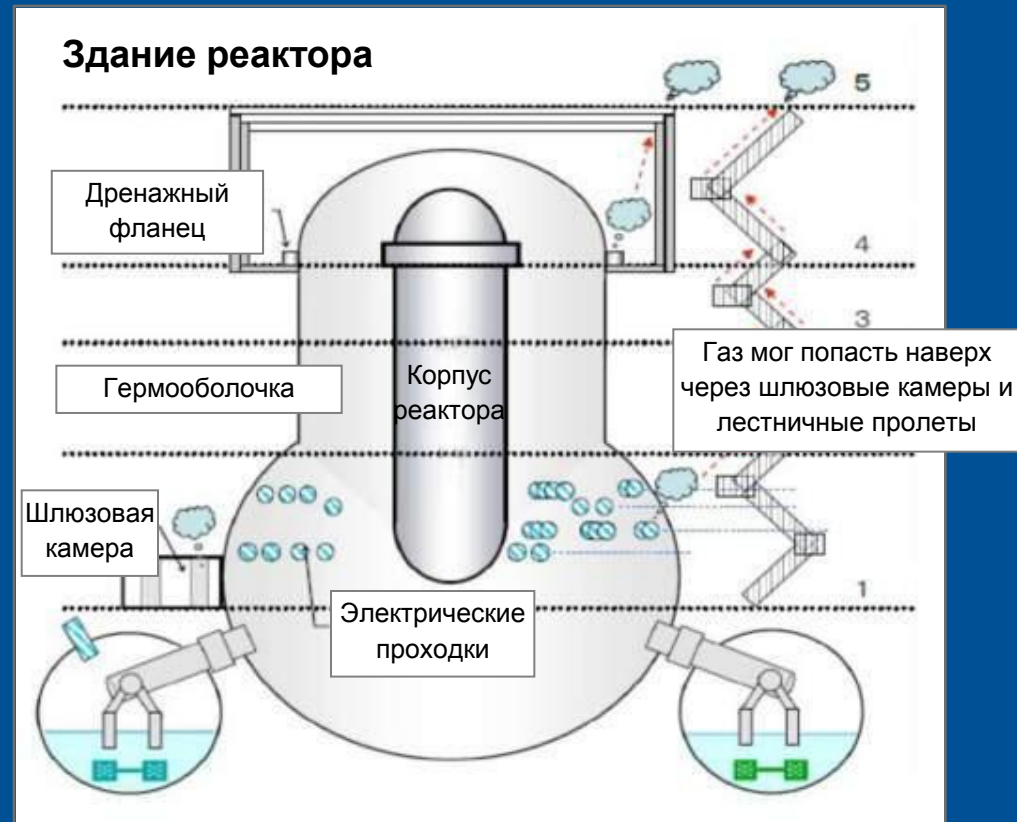 Здание реактора
5
Дренажный
фланец
4
3
Газ мог попасть наверх
через шлюзовые камеры и
лестничные пролеты
Гермооболочка
Корпус
реактора
Шлюзовая
камера
1
Электрические
проходки